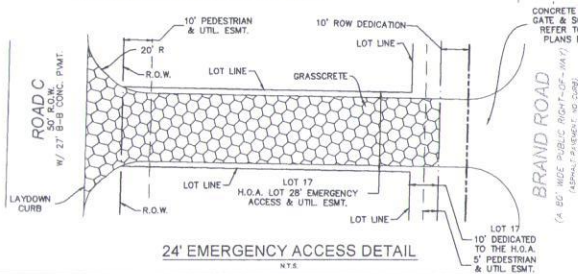 10' PEDESTRIAN
& UTIL. ESMT.
10' ROW DEDICATION
CONCRETE
GATE &
REFER TO
PLANS
20' R
R.O.W.
LOT LINE
LOT LINE
GRASSCRETE
ROAD C
50' R.O.W.
W/ 27' B-B CONC. PVMT.
BRAND ROAD
WIDE PUBLIC RIGHT-OF-WAY)
LAYDOWN
CURB
R.O.W.
LOT LINE
LOT 17
H.O.A. LOT 28' EMERGENCY
ACCESS & UTIL. ESMT.
LOT LINE
LOT 17
10' DEDICATED
TO THE H.O.A.
5' PEDESTRIAN
& UTIL. ESMT.
24' EMERGENCY ACCESS DETAIL
N.T.S.